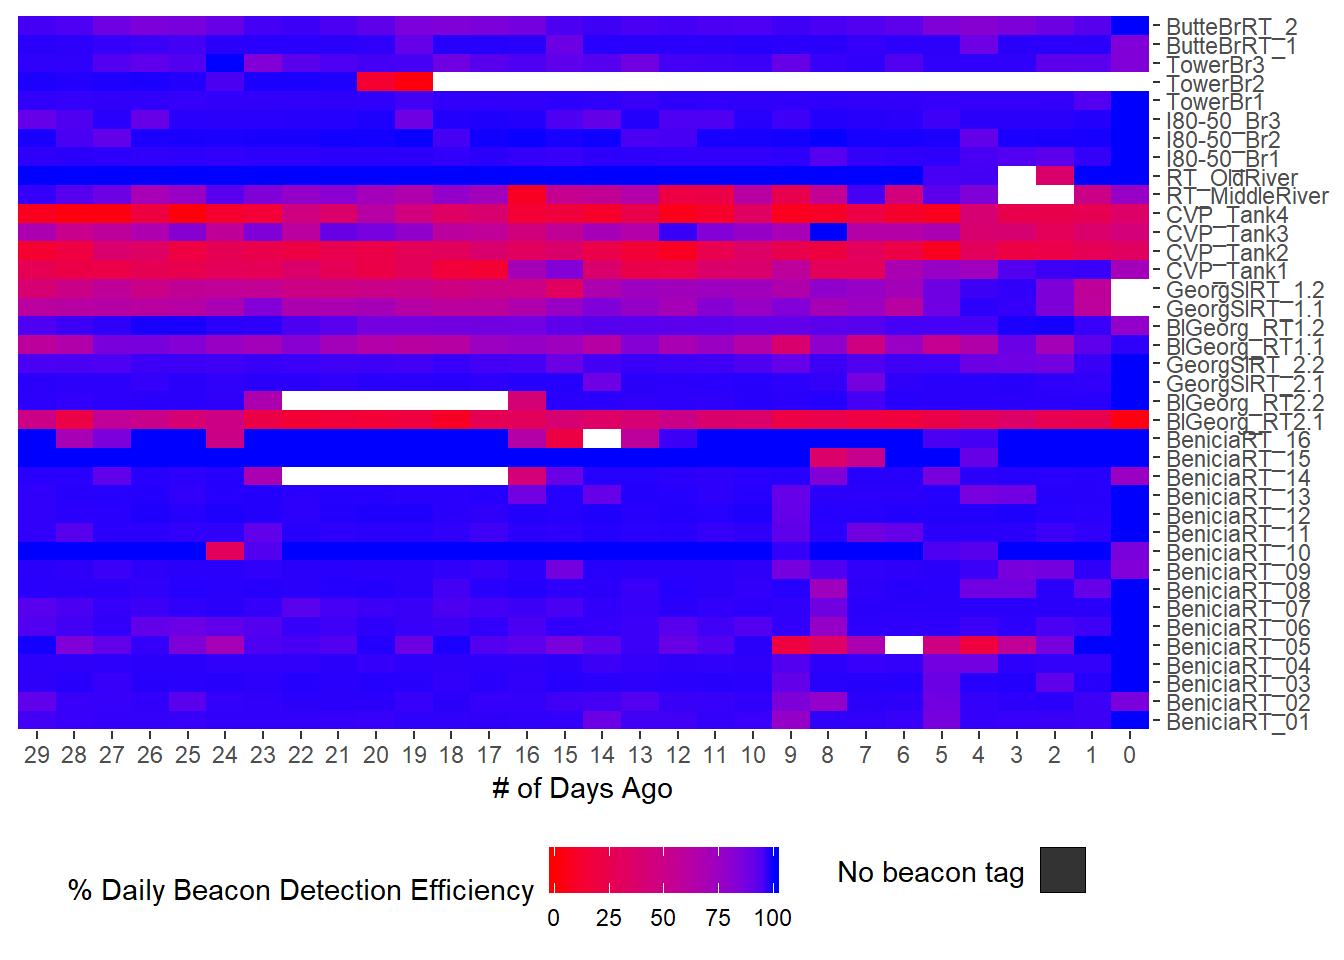 ButteBrRT_2
ButteBrRT_1
TowerBr3
TowerBr2
TowerBr1
I80-50_Br3
I80-50_Br2
I80-50_Br1
RT_OldRiver
RT_MiddleRiver
CVP_Tank4
CVP_Tank3
CVP_Tank2
CVP_Tank1
GeorgSlRT_1.2
GeorgSlRT_1.1
BlGeorg_RT1.2
BlGeorg_RT1.1
GeorgSlRT_2.2
GeorgSlRT_2.1
BlGeorg_RT2.2
BlGeorg_RT2.1
BeniciaRT_16
BeniciaRT_15
BeniciaRT_14
BeniciaRT_13
BeniciaRT_12
BeniciaRT_11
BeniciaRT_10
BeniciaRT_09
BeniciaRT_08
BeniciaRT_07
BeniciaRT_06
BeniciaRT_05
BeniciaRT_04
BeniciaRT_03
BeniciaRT_02
BeniciaRT_01
29 28 27 26 25 24 23 22 21 20 19 18 17 16 15 14 13 12 11 10 9 8 7 6 5 4 3 2 1 0
# of Days Ago
% Daily Beacon Detection Efficiency
0 25 50 75 100
No beacon tag